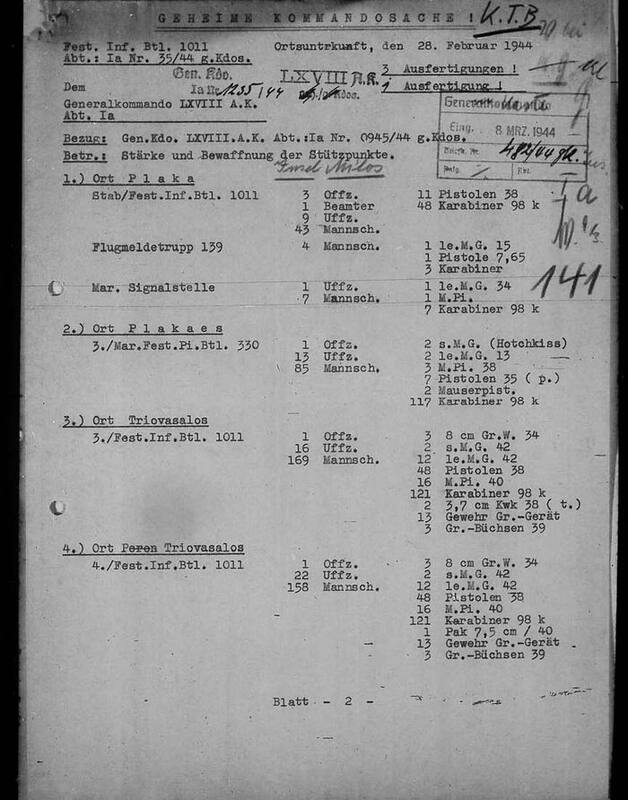 GEHEIME KOMMANDOSACHE !
K.T.B
Fest. Inf. Btl. 1011
Ortsunterkunft, den 28. Februar 1944
Abt.: Ia Nr. 35/44 g.Kdos.
Gen. Kdo. LXVIII A.K.
3 Ausfertigungen !
Dem
Ia Nr. 1235/44 g.Kdos.
1 Ausfertigung !
Generalkommando LXVIII A.K.
Abt. Ia
Generalkommando
Eing. 8 MRZ. 1944
Bezug: Gen.Kdo. LXVIII.A.K. Abt.:Ia Nr. 0945/44 g.Kdos.
482/44 gk.
Betr.: Stärke und Bewaffnung der Stützpunkte.
Insel Milos
Ia
141
1.) Ort P l a k a
Stab/Fest.Inf.Btl. 1011 3 Offz. 11 Pistolen 38
1 Beamter 48 Karabiner 98 k
9 Uffz.
43 Mannsch.
Flugmeldetrupp 139 4 Mannsch. 1 le.M.G. 15
1 Pistole 7,65
3 Karabiner
Mar. Signalstelle 1 Uffz. 1 le.M.G. 34
7 Mannsch. 1 M.Pi.
7 Karabiner 98 k
2.) Ort P l a k a e s
3./Mar.Fest.Pi.Btl. 330 1 Offz. 2 s.M.G. (Hotchkiss)
13 Uffz. 2 le.M.G. 13
85 Mannsch. 3 M.Pi. 38
7 Pistolen 35 ( p.)
2 Mauserpist.
117 Karabiner 98 k
3.) Ort Triovasalos
3./Fest.Inf.Btl. 1011 1 Offz. 3 8 cm Gr.W. 34
16 Uffz. 2 s.M.G. 42
169 Mannsch. 12 le.M.G. 42
48 Pistolen 38
16 M.Pi. 40
121 Karabiner 98 k
2 3,7 cm Kwk 38 ( t.)
13 Gewehr Gr.-Gerät
3 Gr.-Büchsen 39
4.) Ort Peren Triovasalos
4./Fest.Inf.Btl. 1011 1 Offz. 3 8 cm Gr.W. 34
22 Uffz. 2 s.M.G. 42
158 Mannsch. 12 le.M.G. 42
48 Pistolen 38
16 M.Pi. 40
121 Karabiner 98 k
1 Pak 7,5 cm / 40
13 Gewehr Gr.-Gerät
3 Gr.-Büchsen 39
Blatt - 2 -